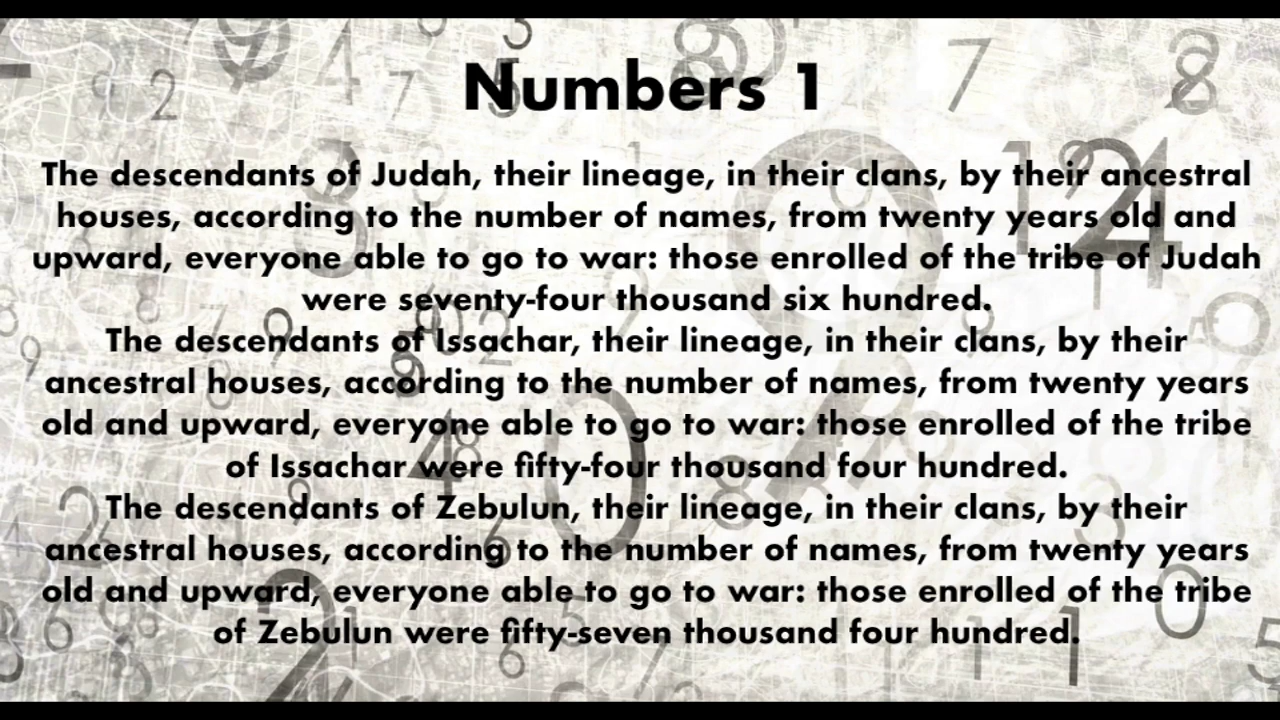 Numbers 1
The descendants of Judah, their lineage, in their clans, by their ancestral
houses, according to the number of names, from twenty years old and
upward, everyone able to go to war: those enrolled of the tribe of Judah
were seventy-four thousand six hundred.
The descendants of Issachar, their lineage, in their clans, by their
ancestral houses, according to the number of names, from twenty years
old and upward, everyone able to go to war: those enrolled of the tribe
of Issachar were fifty-four thousand four hundred.
The descendants of Zebulun, their lineage, in their clans, by their
ancestral houses, according to the number of names, from twenty years
old and upward, everyone able to go to war: those enrolled of the tribe
of Zebulun were fifty-seven thousand four hundred.